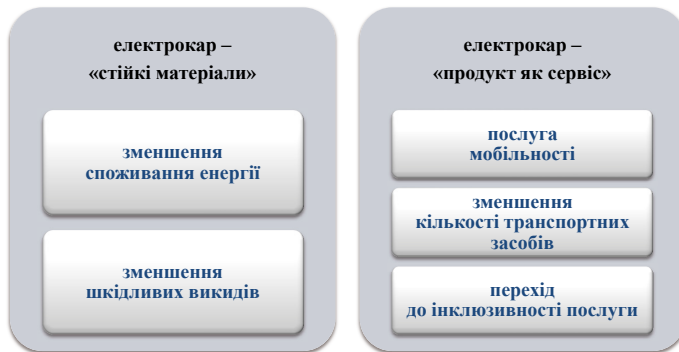 електрокар –
«стійкі матеріали»
зменшення
споживання енергії
зменшення
шкідливих викидів
електрокар –
«продукт як сервіс»
послуга
мобільності
зменшення
кількості транспортних
засобів
перехід
до інклюзивності послуги